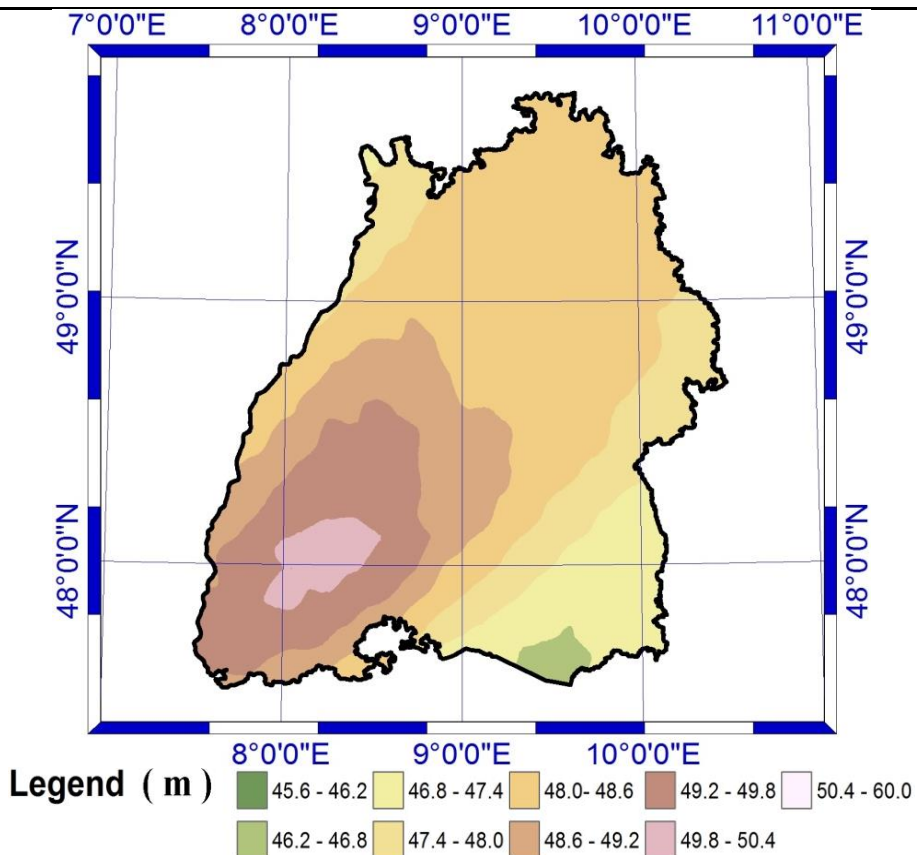 7°0'0"E 8°0'0"E 9°0'0"E 10°0'0"E 11°0'0"E
49°0'0"N 49°0'0"N
48°0'0"N 48°0'0"N
8°0'0"E 9°0'0"E 10°0'0"E
Legend ( m ) 45.6 - 46.2 46.8 - 47.4 48.0- 48.6 49.2 - 49.8 50.4 - 60.0
46.2 - 46.8 47.4 - 48.0 48.6 - 49.2 49.8 - 50.4